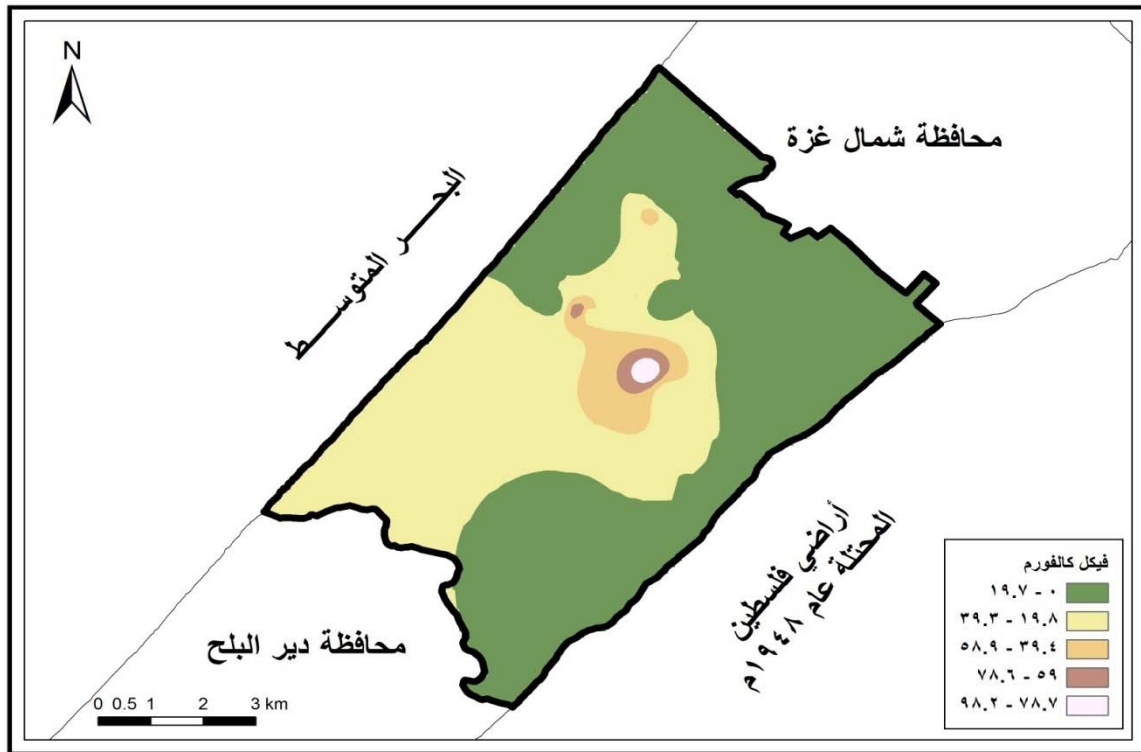 N
محافظة شمال غزة
البحــــر المتوســــط
أراضي فلسطين
المحتلة عام ١٩٤٨م
محافظة دير البلح
0 0.5 1 2 3 km
فيكل كالفورم
١٩.٧ - ٠
٣٩.٣ - ١٩.٨
٥٨.٩ - ٣٩.٤
٧٨.٦ - ٥٩
٩٨.٢ - ٧٨.٧